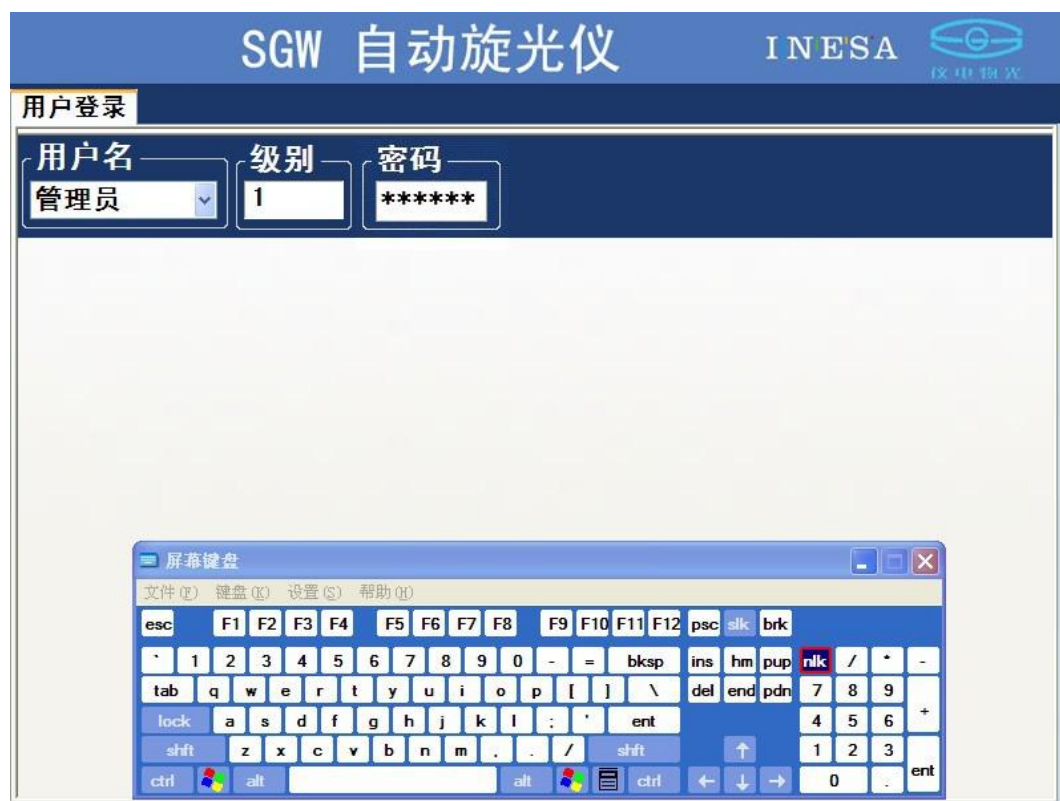 SGW 自动旋光仪
INESA
仪电物光
用户登录
用户名 级别 密码
管理员 1 ******
屏幕键盘
文件(F) 键盘(K) 设置(S) 帮助(H)
esc F1 F2 F3 F4 F5 F6 F7 F8 F9 F10 F11 F12 psc slk brk
` 1 2 3 4 5 6 7 8 9 0 - = bksp ins hm pup nlk / * -
tab q w e r t y u i o p [ ] \ del end pdn 7 8 9 +
lock a s d f g h j k l ; ' ent 4 5 6
shft z x c v b n m , . / shft ↑ 1 2 3 ent
ctrl alt alt ctrl ← ↓ → 0 .